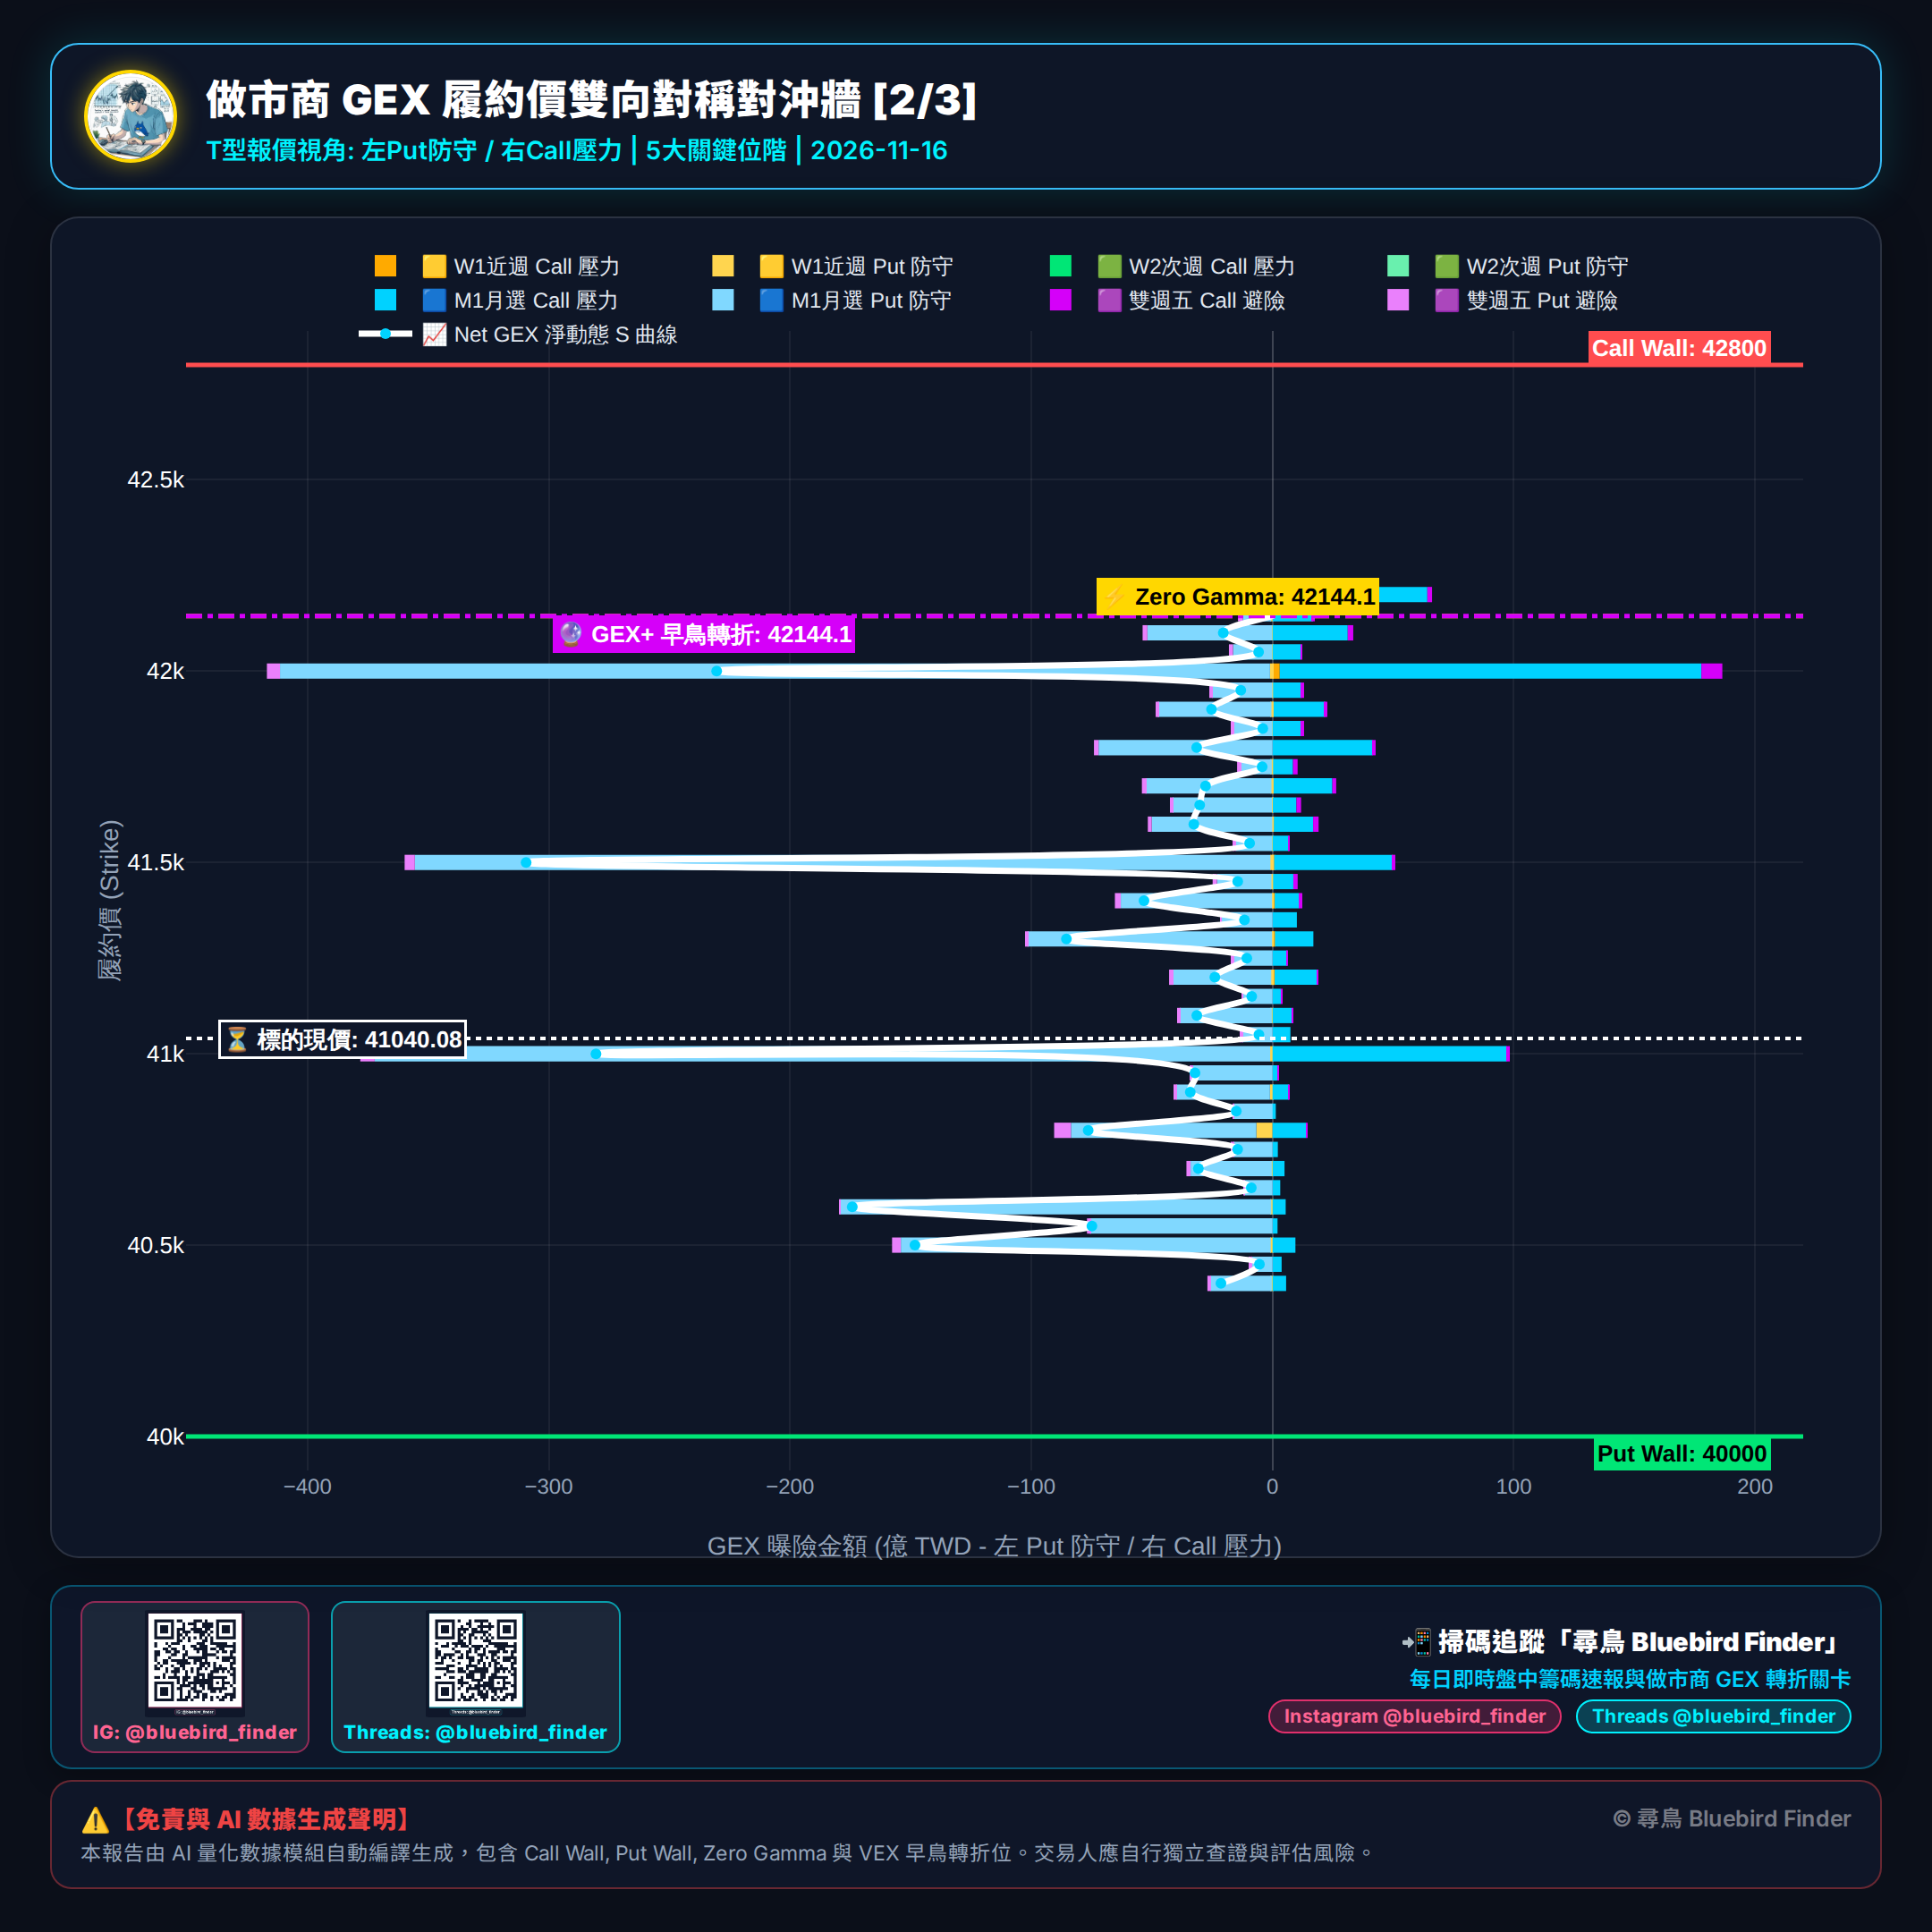 做市商 GEX 履約價雙向對稱對沖牆 [2/3]
T型報價視角: 左Put防守 / 右Call壓力 | 5大關鍵位階 | 2026-11-16
🟨 W1近週 Call 壓力
🟨 W1近週 Put 防守
🟩 W2次週 Call 壓力
🟩 W2次週 Put 防守
🟦 M1月選 Call 壓力
🟦 M1月選 Put 防守
🟪 雙週五 Call 避險
🟪 雙週五 Put 避險
📈 Net GEX 淨動態 S 曲線
Call Wall: 42800
42.5k
⚡ Zero Gamma: 42144.1
🔮 GEX+ 早鳥轉折: 42144.1
42k
41.5k
履約價 (Strike)
⏳ 標的現價: 41040.08
41k
40.5k
40k
Put Wall: 40000
−400
−300
−200
−100
0
100
200
GEX 曝險金額 (億 TWD - 左 Put 防守 / 右 Call 壓力)
IG: @bluebird_finder
IG: @bluebird_finder
Threads: @bluebird_finder
Threads: @bluebird_finder
📲 掃碼追蹤「尋鳥 Bluebird Finder」
每日即時盤中籌碼速報與做市商 GEX 轉折關卡
Instagram @bluebird_finder
Threads @bluebird_finder
⚠️【免責與 AI 數據生成聲明】
© 尋鳥 Bluebird Finder
本報告由 AI 量化數據模組自動編譯生成，包含 Call Wall, Put Wall, Zero Gamma 與 VEX 早鳥轉折位。交易人應自行獨立查證與評估風險。